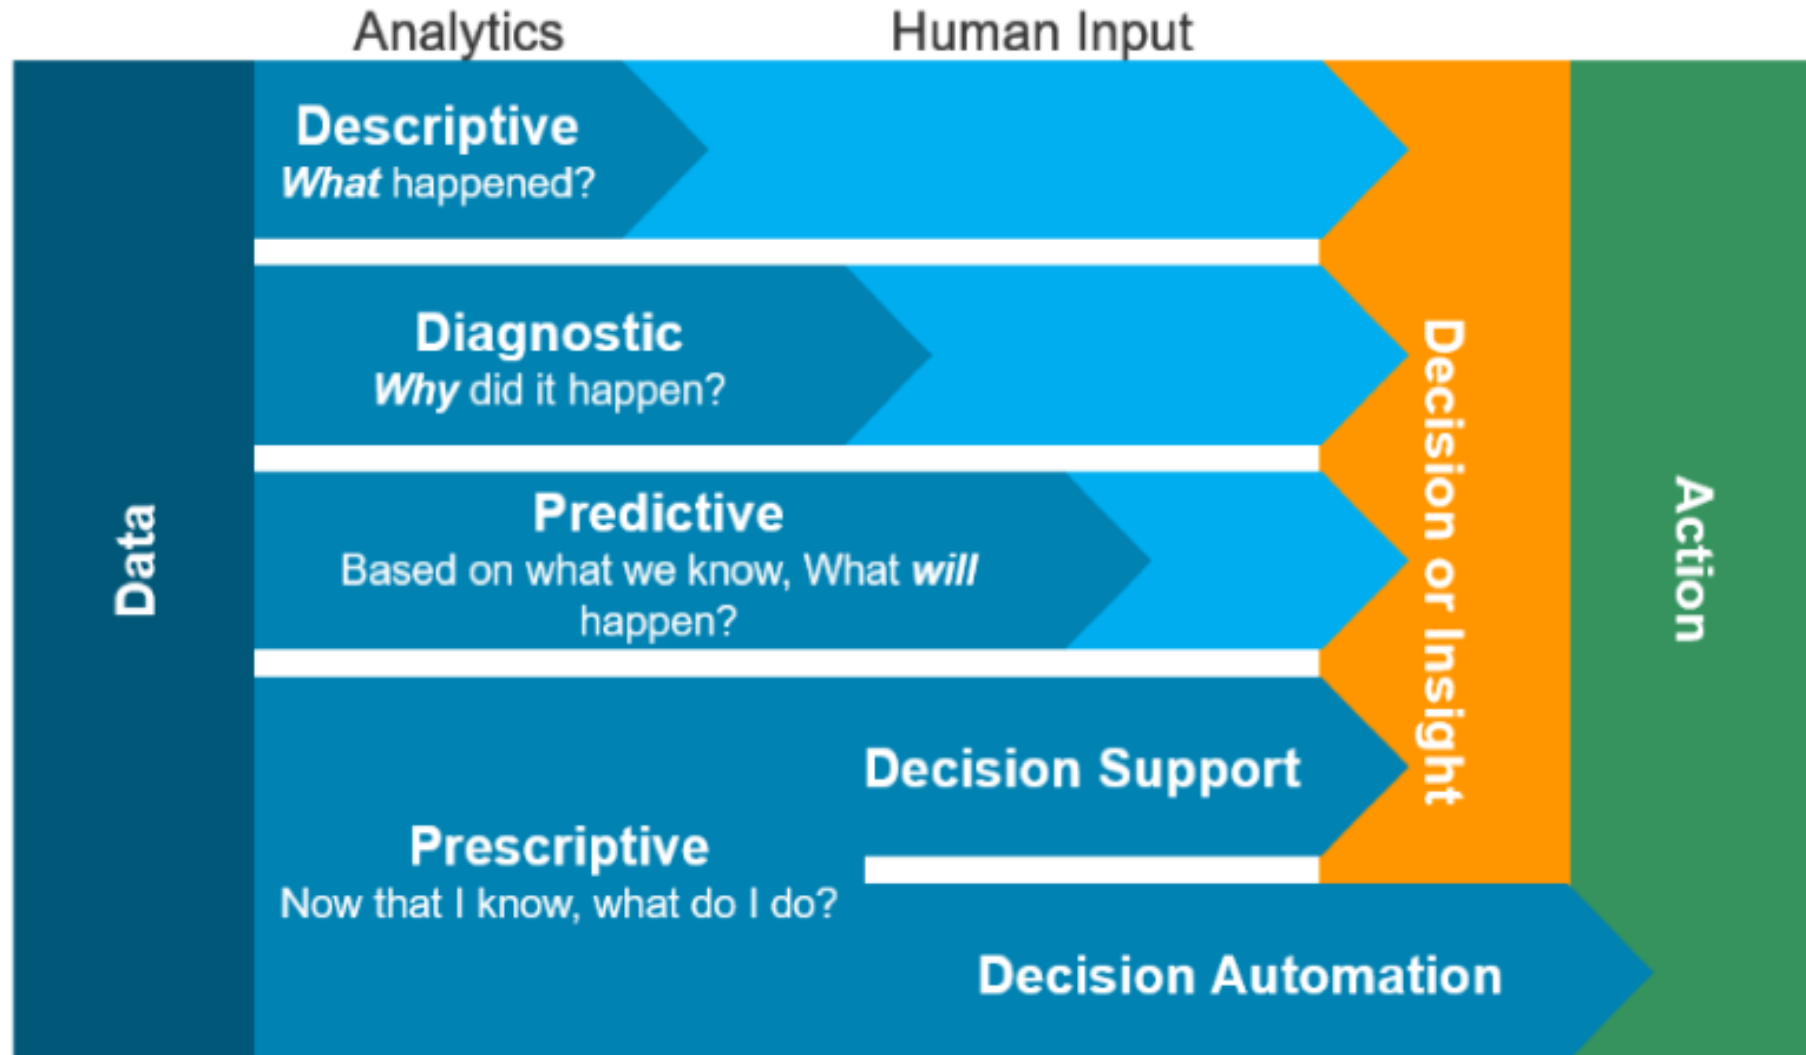 Analytics
Human Input
Data
Descriptive
What happened?
Diagnostic
Why did it happen?
Predictive
Based on what we know, What will
happen?
Prescriptive
Now that I know, what do I do?
Decision Support
Decision Automation
Decision or Insight
Action